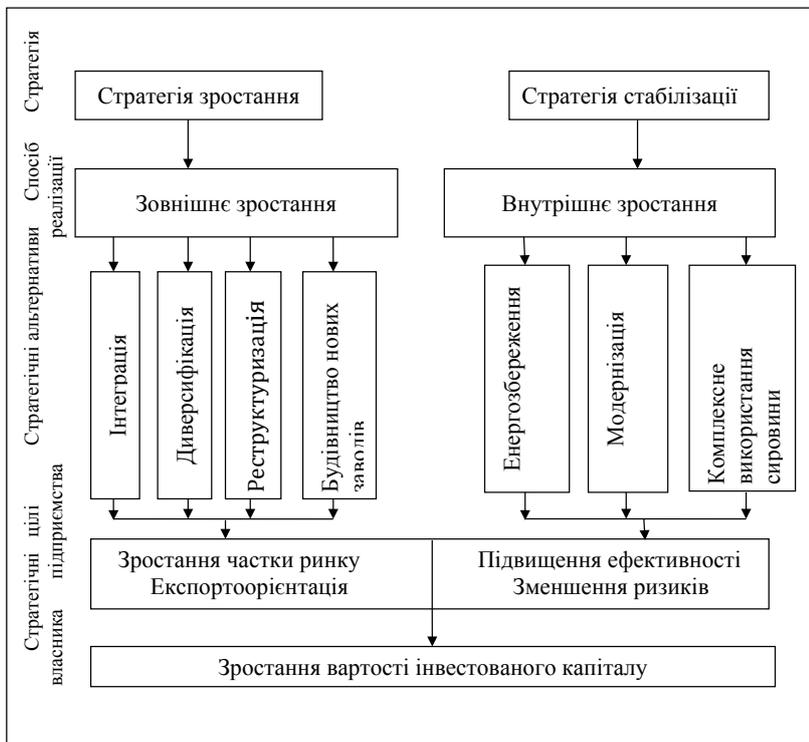 Стратегія
Стратегія зростання
Стратегія стабілізації
Спосіб
реалізації
Зовнішнє зростання
Внутрішнє зростання
Стратегічні альтернативи
Інтеграція
Диверсифікація
Реструктуризація
Будівництво нових
заводів
Енергозбереження
Модернізація
Комплексне
використання
сировини
Стратегічні цілі
підприємства
власника
Зростання частки ринку
Експортоорієнтація
Підвищення ефективності
Зменшення ризиків
Зростання вартості інвестованого капіталу